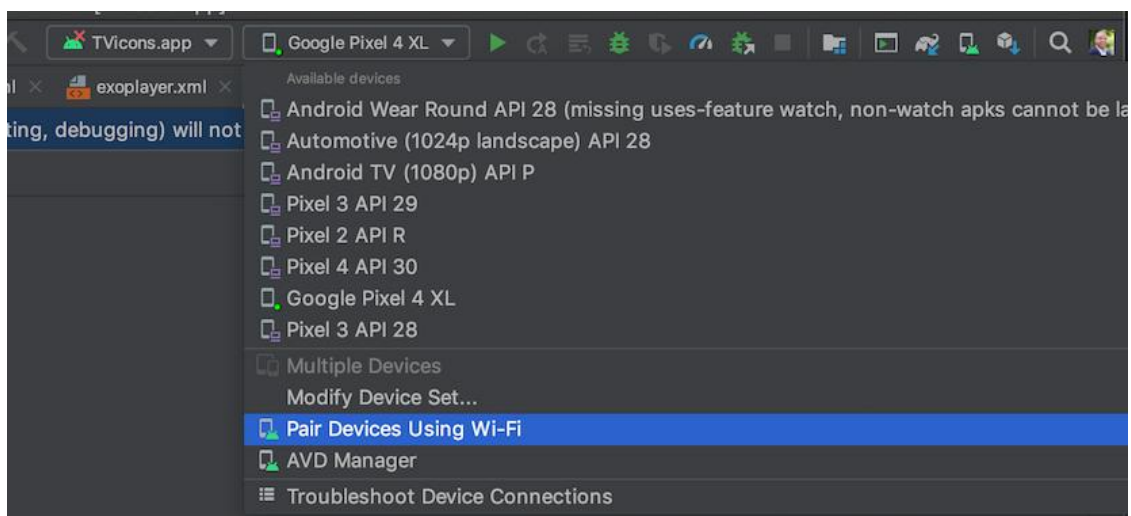 TVicons.app
Google Pixel 4 XL
exoplayer.xml
ting, debugging) will not
Available devices
Android Wear Round API 28 (missing uses-feature watch, non-watch apks cannot be la
Automotive (1024p landscape) API 28
Android TV (1080p) API P
Pixel 3 API 29
Pixel 2 API R
Pixel 4 API 30
Google Pixel 4 XL
Pixel 3 API 28
Multiple Devices
Modify Device Set...
Pair Devices Using Wi-Fi
AVD Manager
Troubleshoot Device Connections